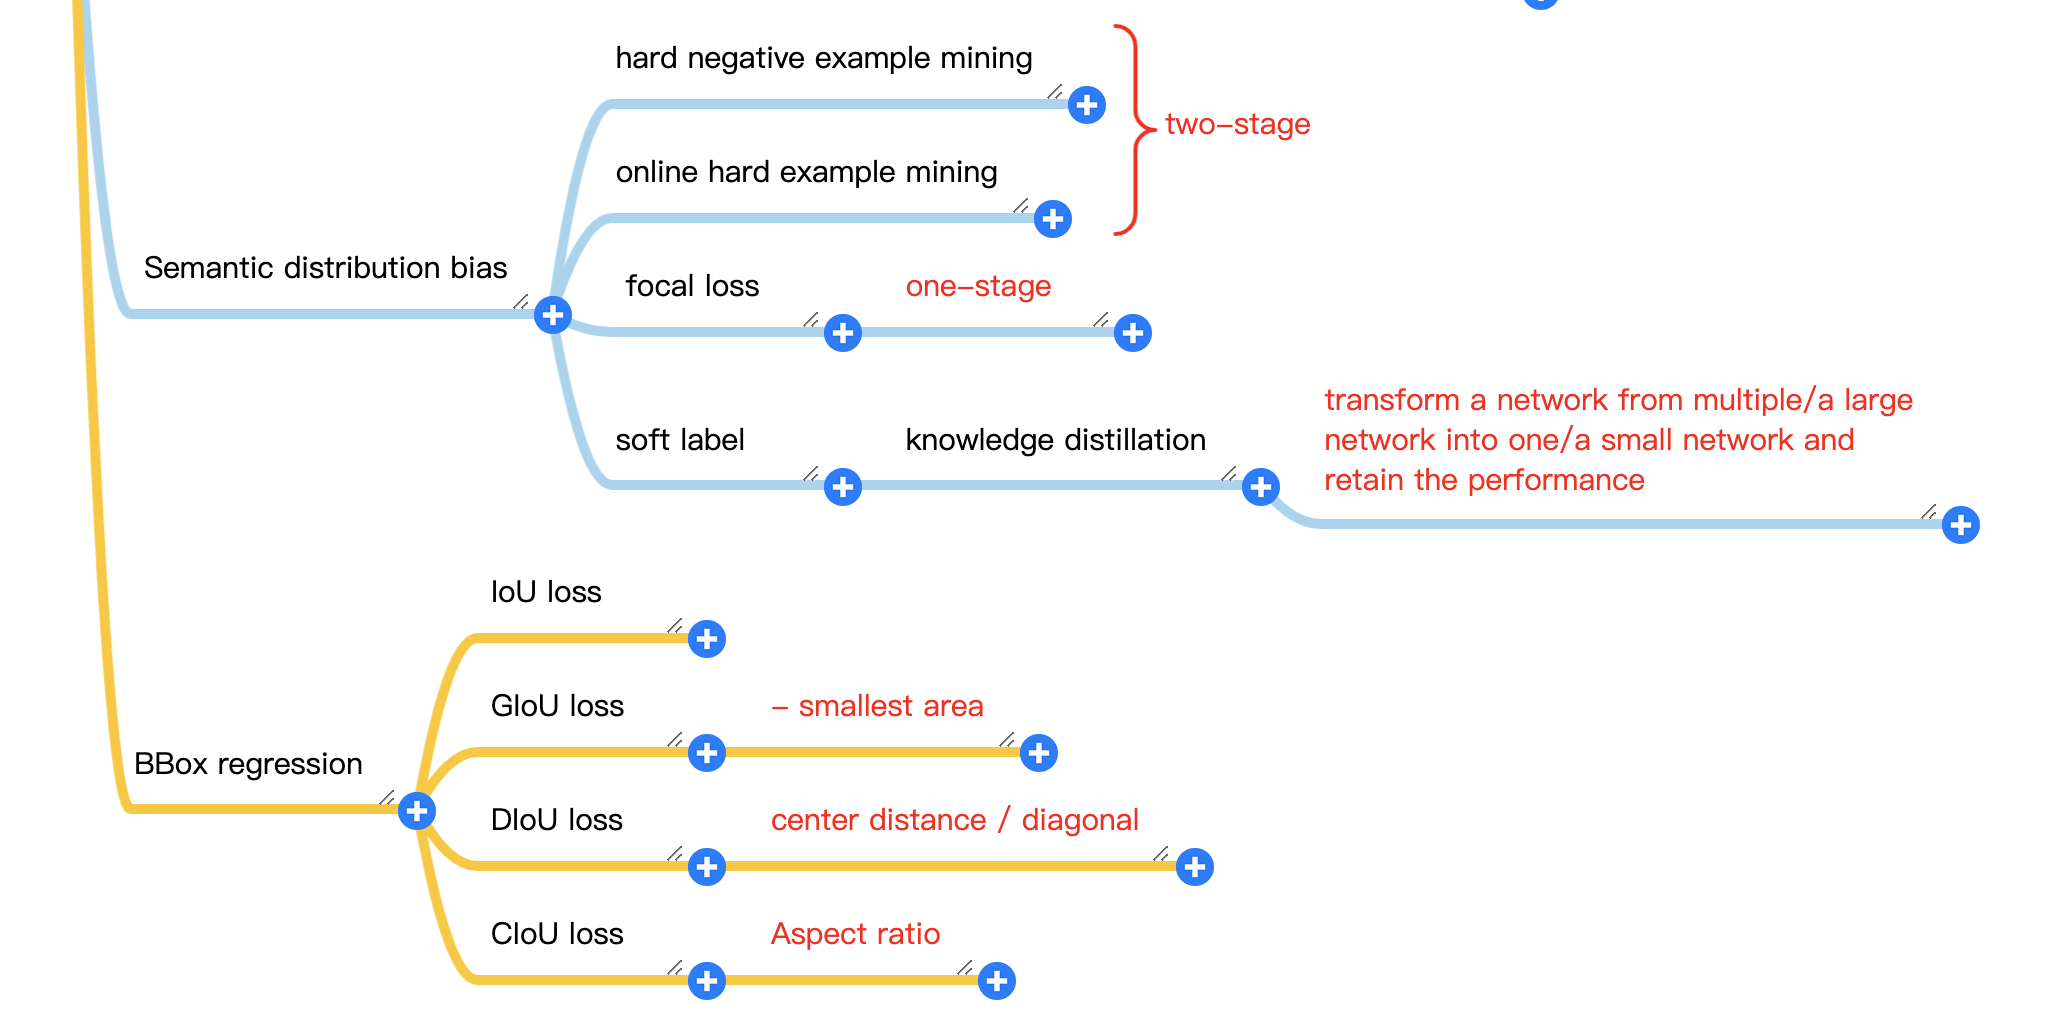 hard negative example mining
two-stage
online hard example mining
Semantic distribution bias
focal loss
one-stage
soft label
knowledge distillation
transform a network from multiple/a large
network into one/a small network and
retain the performance
IoU loss
GIoU loss
- smallest area
BBox regression
DIoU loss
center distance / diagonal
CIoU loss
Aspect ratio